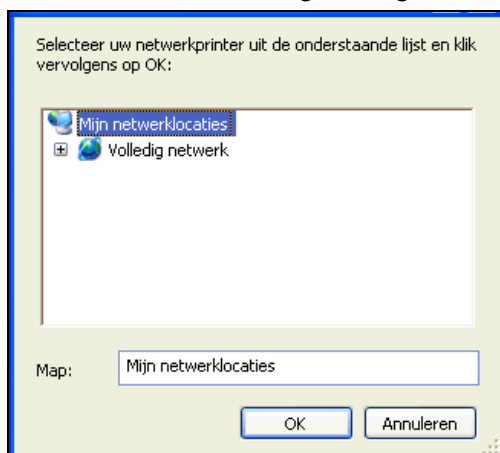 Selecteer uw netwerkprinter uit de onderstaande lijst en klik
vervolgens op OK:
Mijn netwerklocaties
Volledig netwerk
Map: Mijn netwerklocaties
OK Annuleren